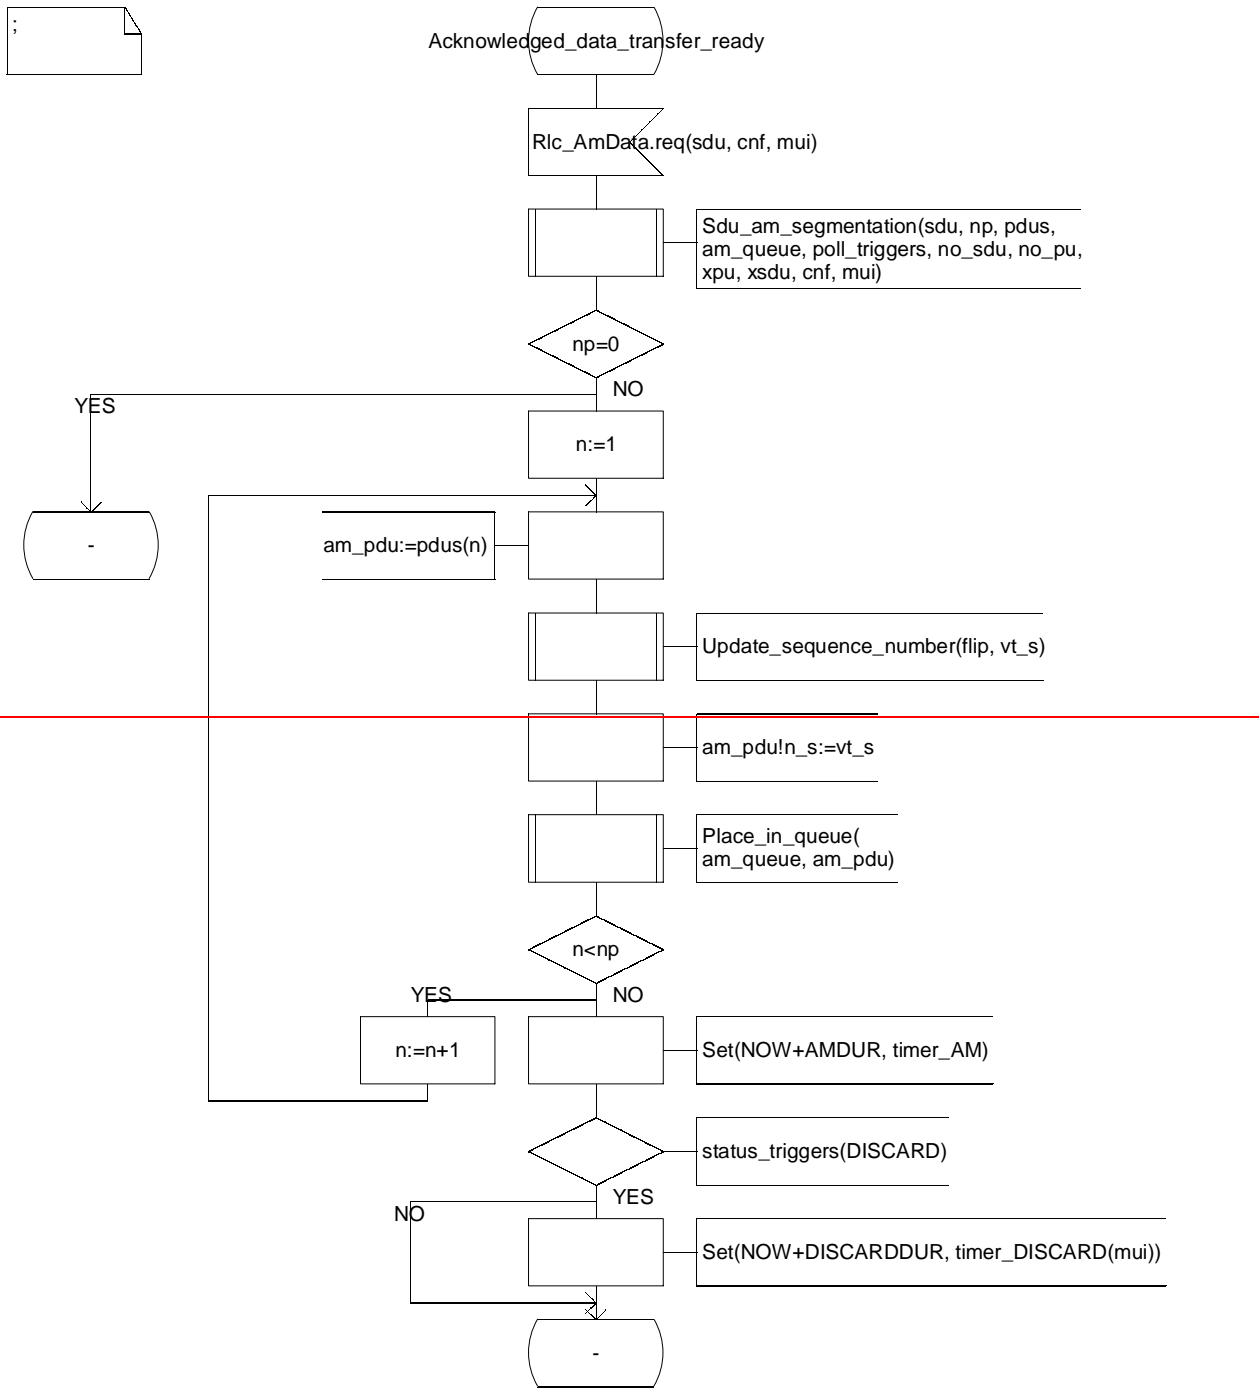 ;
Acknowledged_data_transfer_ready
Rlc_AmData.req(sdu, cnf, mui)
Sdu_am_segmentation(sdu, np, pdus,
am_queue, poll_triggers, no_sdu, no_pu,
xpu, xsdu, cnf, mui)
np=0
NO
YES
n:=1
-
am_pdu:=pdus(n)
Update_sequence_number(flip, vt_s)
am_pdu!n_s:=vt_s
Place_in_queue(
am_queue, am_pdu)
n<np
YES
NO
n:=n+1
Set(NOW+AMDUR, timer_AM)
status_triggers(DISCARD)
YES
NO
Set(NOW+DISCARDDUR, timer_DISCARD(mui))
-